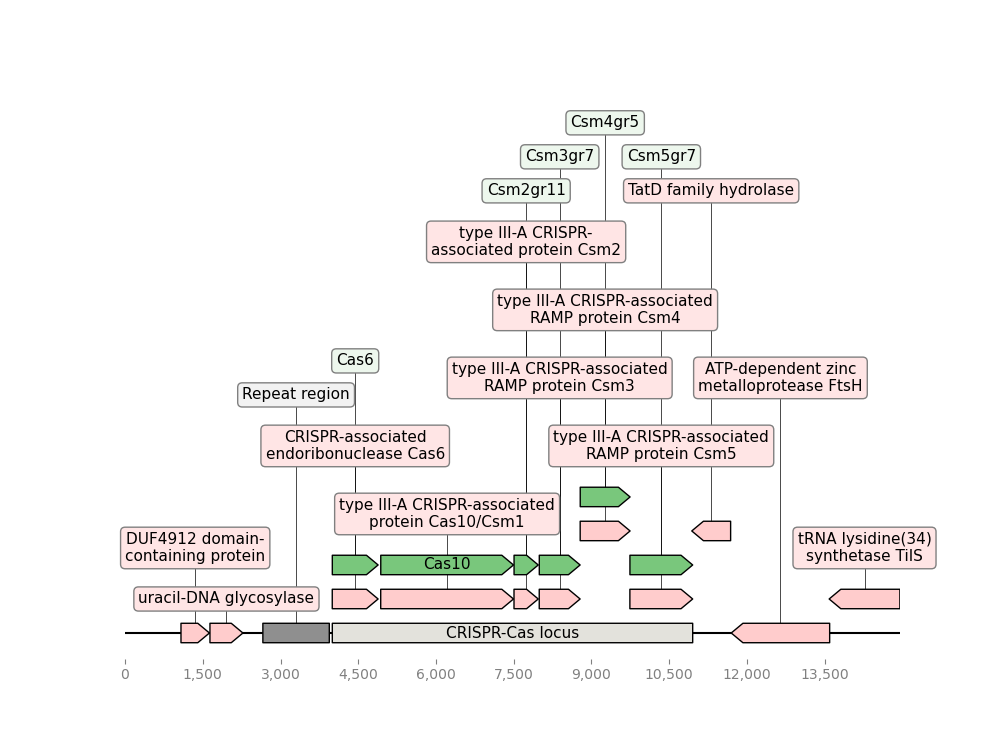 Csm4gr5
Csm3gr7
Csm5gr7
Csm2gr11
TatD family hydrolase
type III-A CRISPR-
associated protein Csm2
type III-A CRISPR-associated
RAMP protein Csm4
Cas6
type III-A CRISPR-associated
RAMP protein Csm3
ATP-dependent zinc
metalloprotease FtsH
Repeat region
CRISPR-associated
endoribonuclease Cas6
type III-A CRISPR-associated
RAMP protein Csm5
type III-A CRISPR-associated
protein Cas10/Csm1
DUF4912 domain-
containing protein
tRNA lysidine(34)
synthetase TilS
Cas10
uracil-DNA glycosylase
CRISPR-Cas locus
0 1,500 3,000 4,500 6,000 7,500 9,000 10,500 12,000 13,500